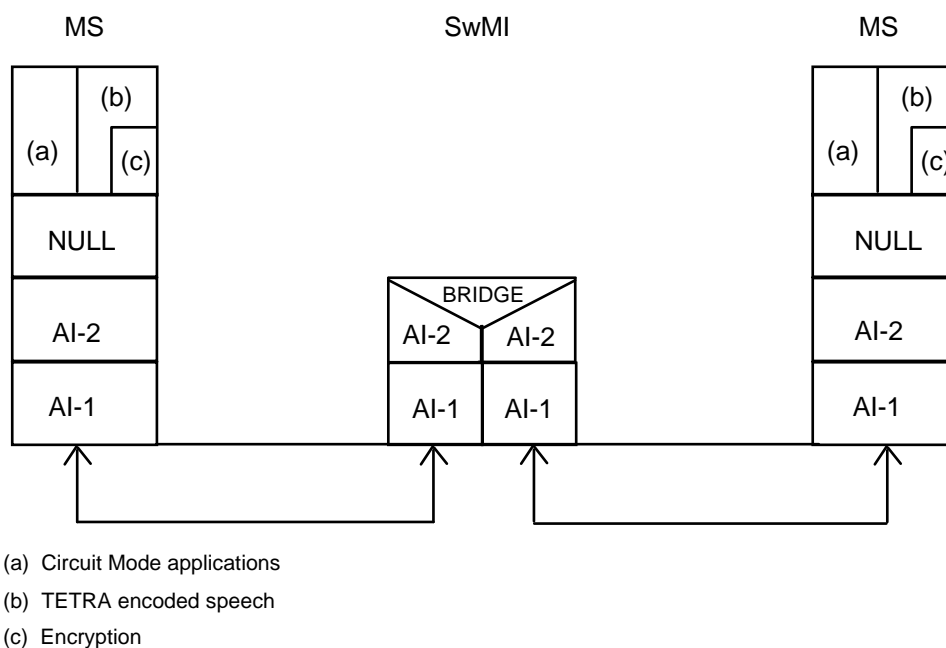 MS SwMI MS
(b) (b)
(a) (c) (a) (c)
NULL NULL
BRIDGE
AI-2 AI-2 AI-2 AI-2
AI-1 AI-1 AI-1 AI-1
(a) Circuit Mode applications
(b) TETRA encoded speech
(c) Encryption